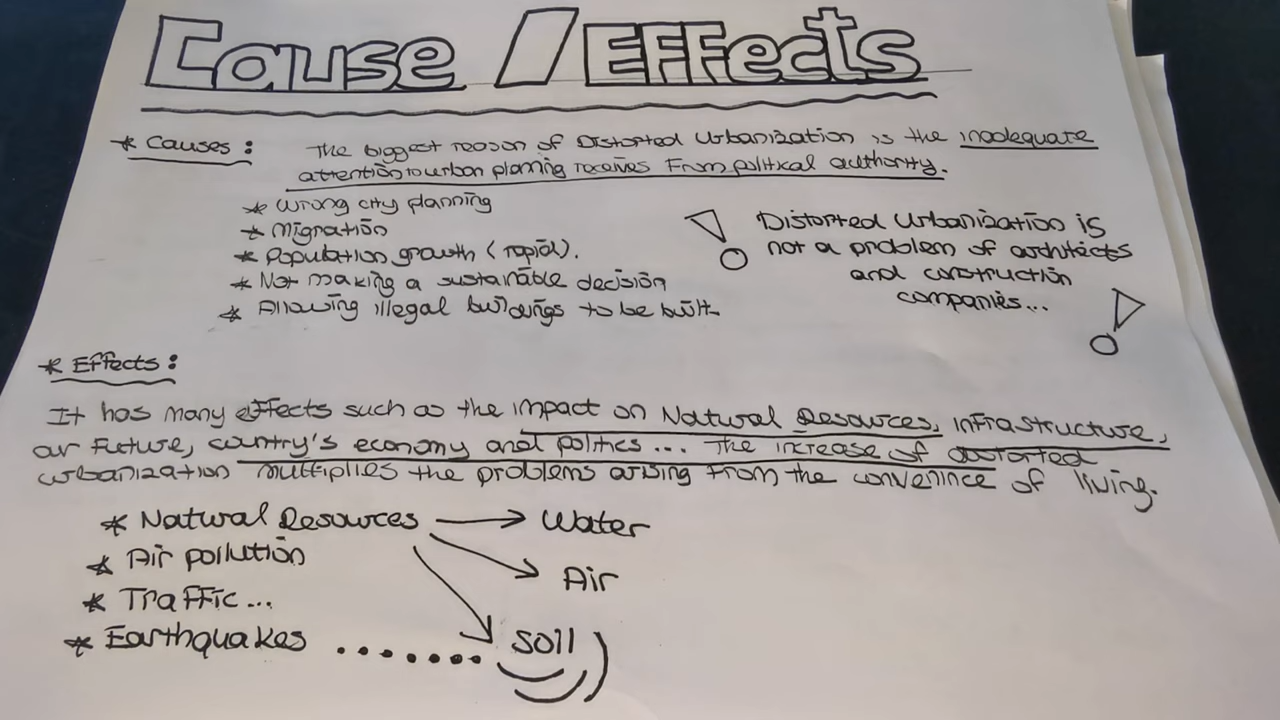 Cause / Effects
* Causes: The biggest reason of Distorted Urbanization is the inadequate
attention to urban planning receives From political authority.
* Wrong city planning
* Migration
* Population growth (rapid).
* Not making a sustainable decision
* Allowing illegal buildings to be built
Distorted Urbanization is
not a problem of architects
and construction
companies...
* Effects:
It has many effects such as the impact on Natural Resources, infrastructure,
our future, country's economy and politics... The increase of distorted
urbanization multiplies the problems arising from the convenince of living.
* Natural Resources → Water
* Air pollution
Air
* Traffic...
* Earthquakes ....... Soil